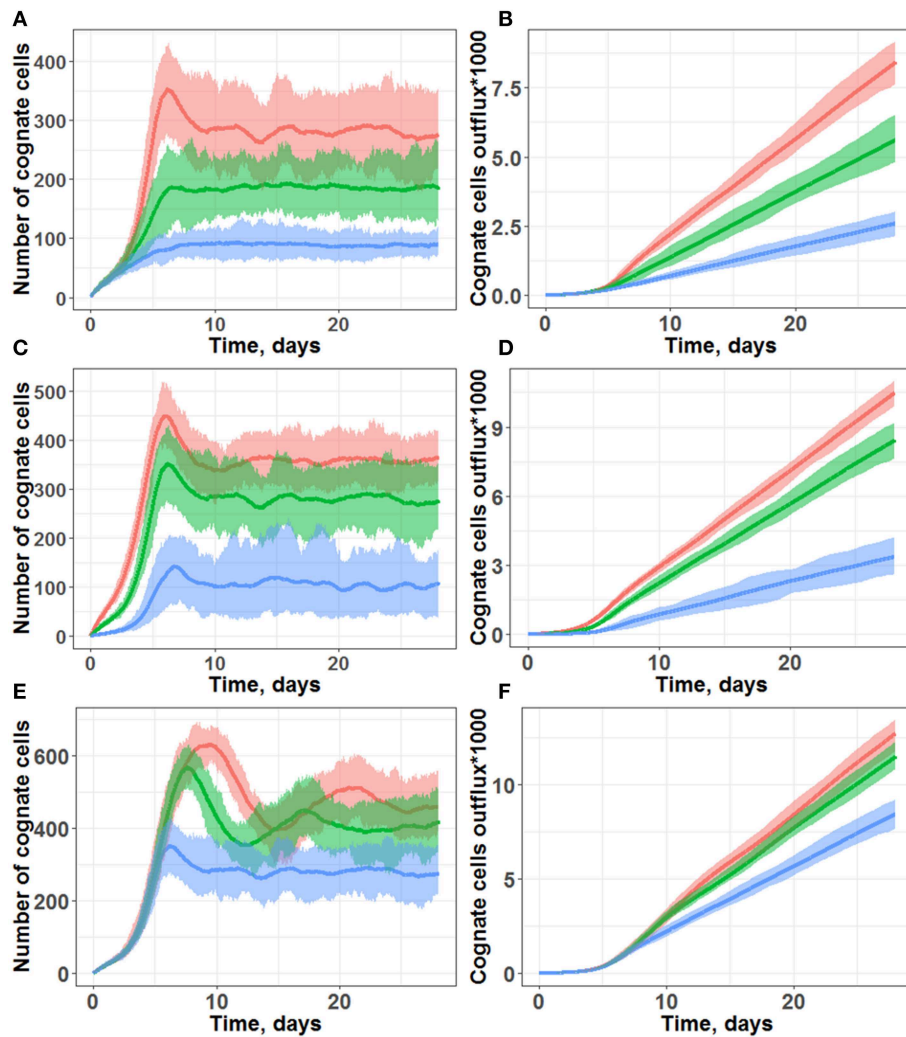 A
Number of cognate cells
400
300
200
100
0
0 10 20
Time, days
B
Cognate cells outflux*1000
7.5
5.0
2.5
0.0
0 10 20
Time, days
C
Number of cognate cells
500
400
300
200
100
0
0 10 20
Time, days
D
Cognate cells outflux*1000
9
6
3
0
0 10 20
Time, days
E
Number of cognate cells
600
400
200
0
0 10 20
Time, days
F
Cognate cells outflux*1000
10
5
0
0 10 20
Time, days